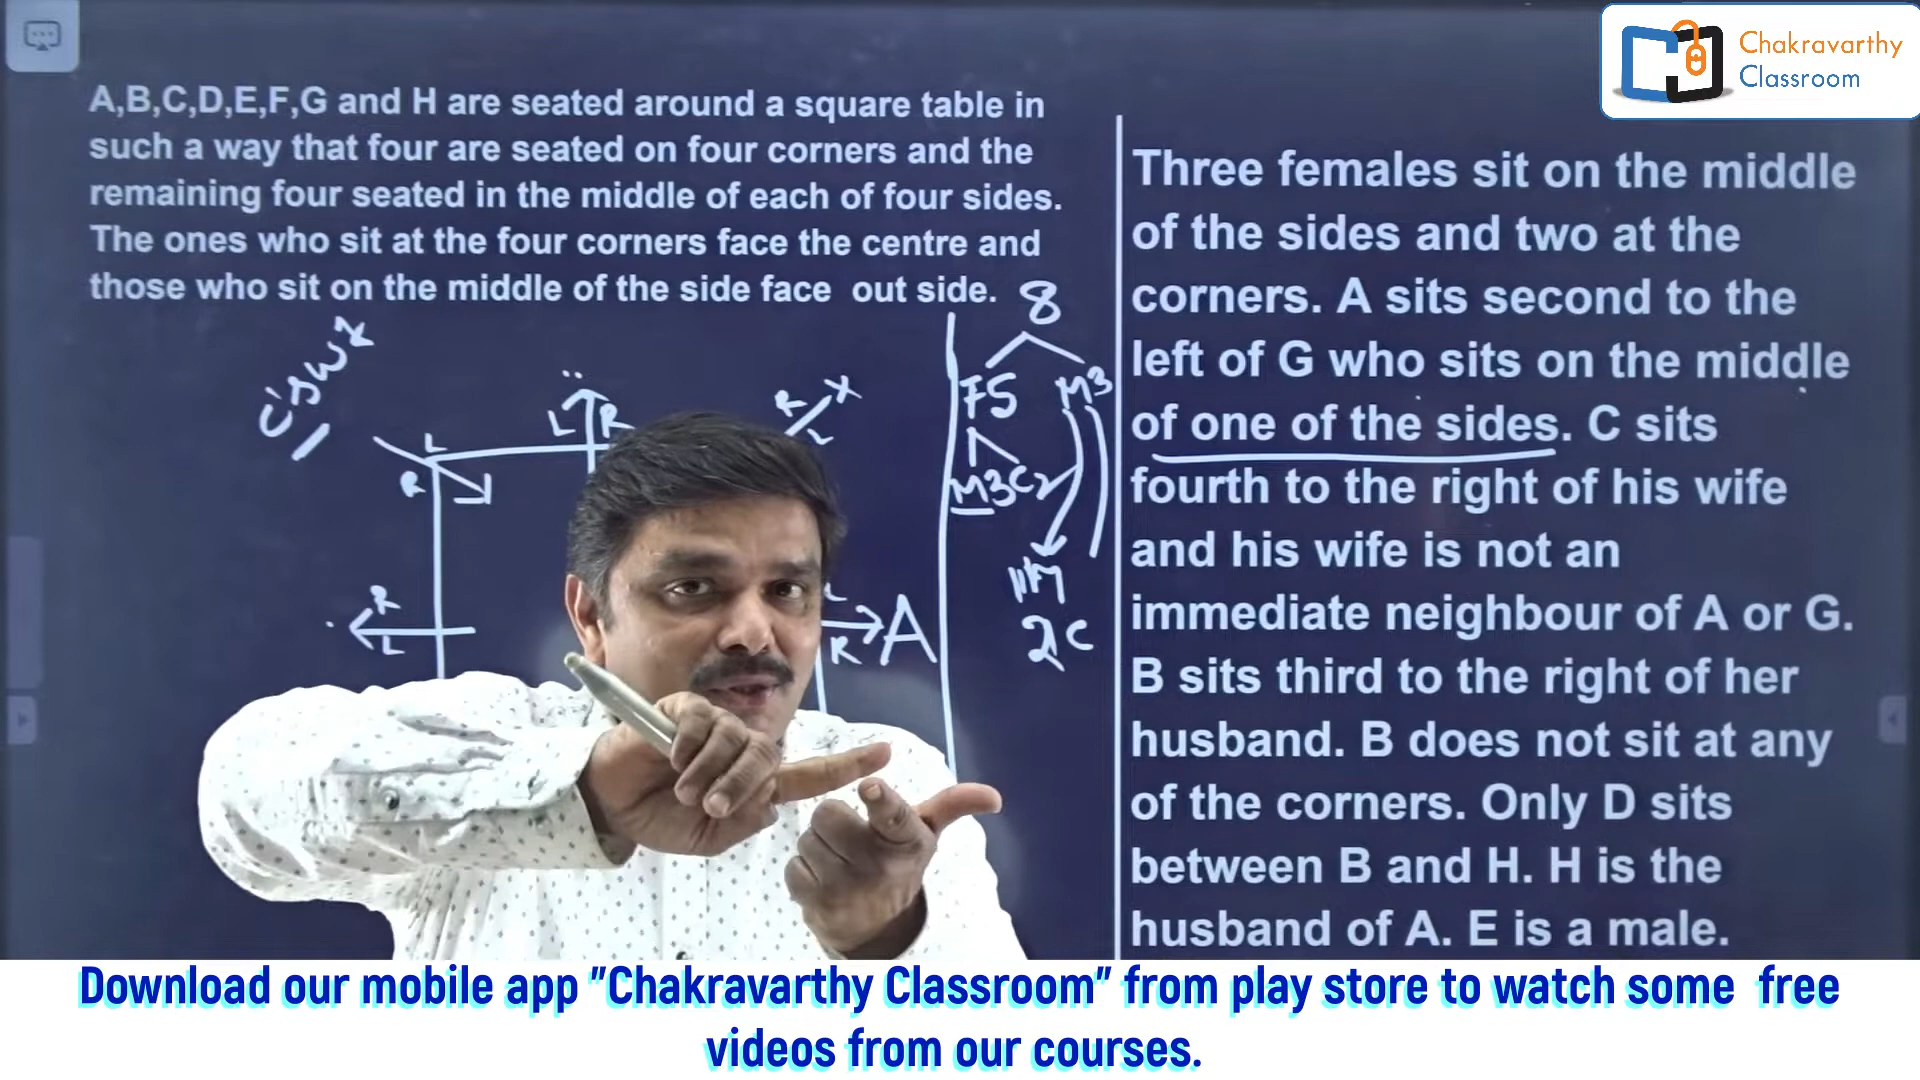 Chakravarthy
Classroom
A,B,C,D,E,F,G and H are seated around a square table in
such a way that four are seated on four corners and the
remaining four seated in the middle of each of four sides.
The ones who sit at the four corners face the centre and
those who sit on the middle of the side face out side.
Three females sit on the middle
of the sides and two at the
corners. A sits second to the
left of G who sits on the middle
of one of the sides. C sits
fourth to the right of his wife
and his wife is not an
immediate neighbour of A or G.
B sits third to the right of her
husband. B does not sit at any
of the corners. Only D sits
between B and H. H is the
husband of A. E is a male.
C's w x
L R
R X
L
L
R
R
L
L
R A
8
F5 M3
M3 C2
1M
2C
Download our mobile app "Chakravarthy Classroom" from play store to watch some free
videos from our courses.